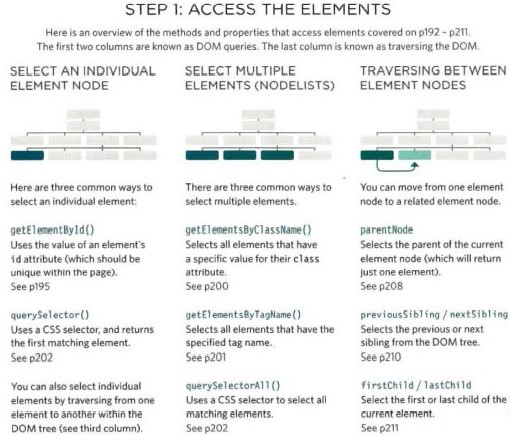 STEP 1: ACCESS THE ELEMENTS
Here is an overview of the methods and properties that access elements covered on p192 – p211.
The first two columns are known as DOM queries. The last column is known as traversing the DOM.
SELECT AN INDIVIDUAL
ELEMENT NODE
Here are three common ways to
select an individual element:
getElementById()
Uses the value of an element's
id attribute (which should be
unique within the page).
See p195
querySelector()
Uses a CSS selector, and returns
the first matching element.
See p202
You can also select individual
elements by traversing from one
element to another within the
DOM tree (see third column).
SELECT MULTIPLE
ELEMENTS (NODELISTS)
There are three common ways to
select multiple elements.
getElementsByClassName()
Selects all elements that have
a specific value for their class
attribute.
See p200
getElementsByTagName()
Selects all elements that have the
specified tag name.
See p201
querySelectorAll()
Uses a CSS selector to select all
matching elements.
See p202
TRAVERSING BETWEEN
ELEMENT NODES
You can move from one element
node to a related element node.
parentNode
Selects the parent of the current
element node (which will return
just one element).
See p208
previousSibling / nextSibling
Selects the previous or next
sibling from the DOM tree.
See p210
firstChild / lastChild
Select the first or last child of the
current element.
See p211